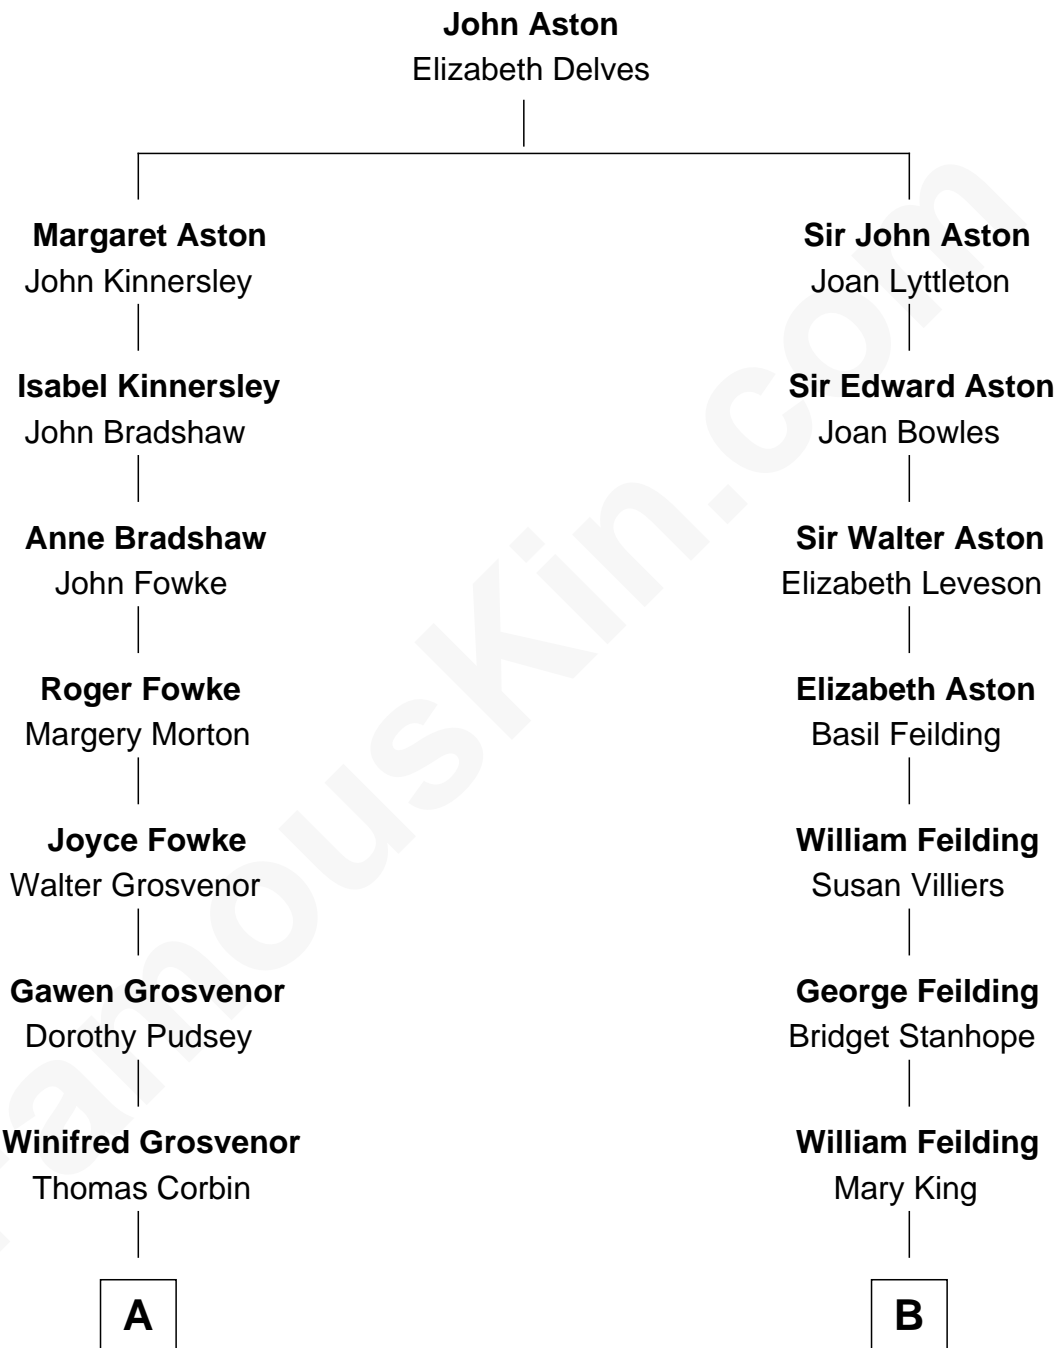 John Aston
Elizabeth Delves
Margaret Aston
John Kinnersley
Sir John Aston
Joan Lyttleton
Isabel Kinnersley
John Bradshaw
Sir Edward Aston
Joan Bowles
Anne Bradshaw
John Fowke
Sir Walter Aston
Elizabeth Leveson
Roger Fowke
Margery Morton
Elizabeth Aston
Basil Feilding
Joyce Fowke
Walter Grosvenor
William Feilding
Susan Villiers
Gawen Grosvenor
Dorothy Pudsey
George Feilding
Bridget Stanhope
Winifred Grosvenor
Thomas Corbin
William Feilding
Mary King
A
B
FamousKin.com